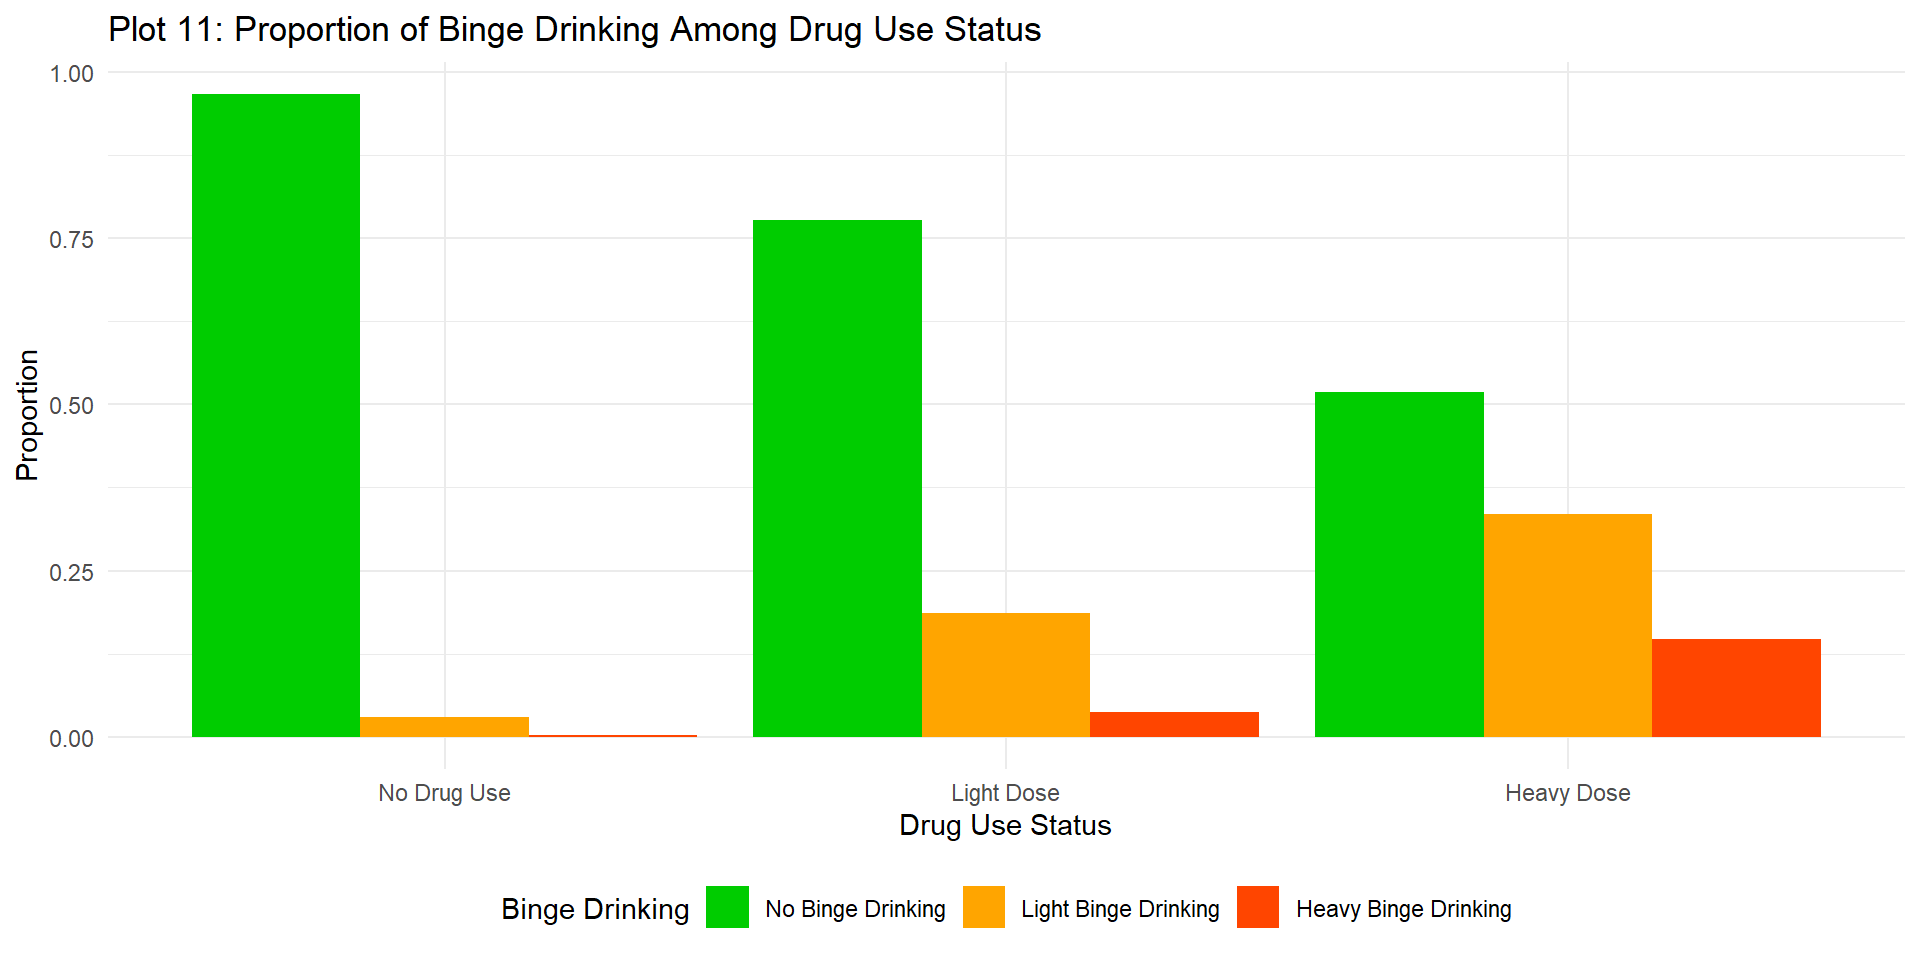 Plot 11: Proportion of Binge Drinking Among Drug Use Status
1.00
0.75
0.50
0.25
0.00
Proportion
No Drug Use
Light Dose
Heavy Dose
Drug Use Status
Binge Drinking
No Binge Drinking
Light Binge Drinking
Heavy Binge Drinking